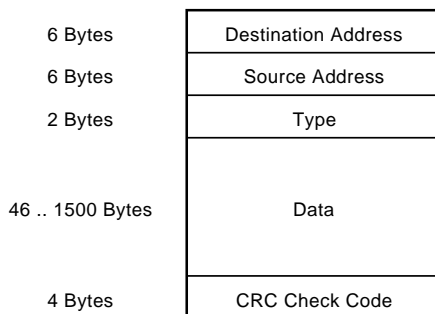 6 Bytes Destination Address
6 Bytes Source Address
2 Bytes Type
46 .. 1500 Bytes Data
4 Bytes CRC Check Code